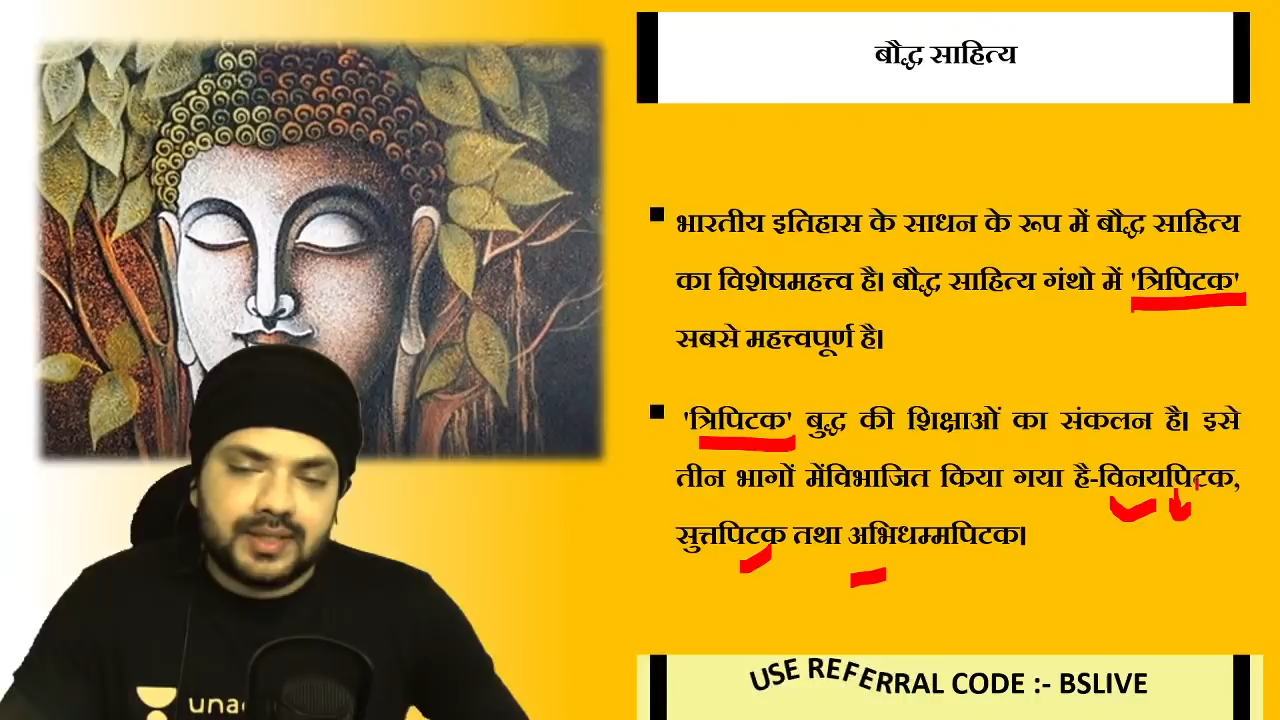 बौद्ध साहित्य
भारतीय इतिहास के साधन के रूप में बौद्ध साहित्य
का विशेषमहत्त्व है। बौद्ध साहित्य गंथो में 'त्रिपिटक'
सबसे महत्त्वपूर्ण है।
'त्रिपिटक' बुद्ध की शिक्षाओं का संकलन है। इसे
तीन भागों मेंविभाजित किया गया है-विनयपिटक,
सुत्तपिटक तथा अभिधम्मपिटक।
USE REFERRAL CODE :- BSLIVE